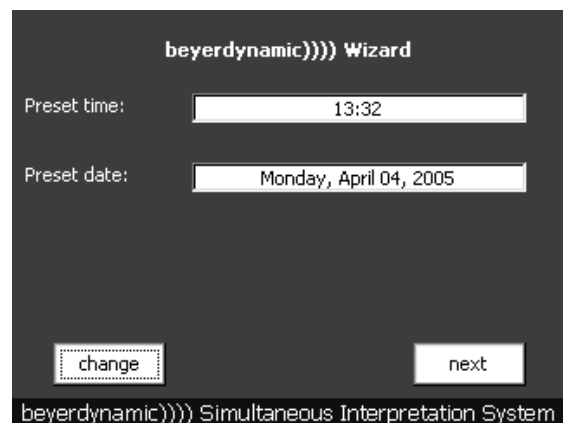 beyerdynamic)))) Wizard
Preset time: 13:32
Preset date: Monday, April 04, 2005
change next
beyerdynamic)))) Simultaneous Interpretation System